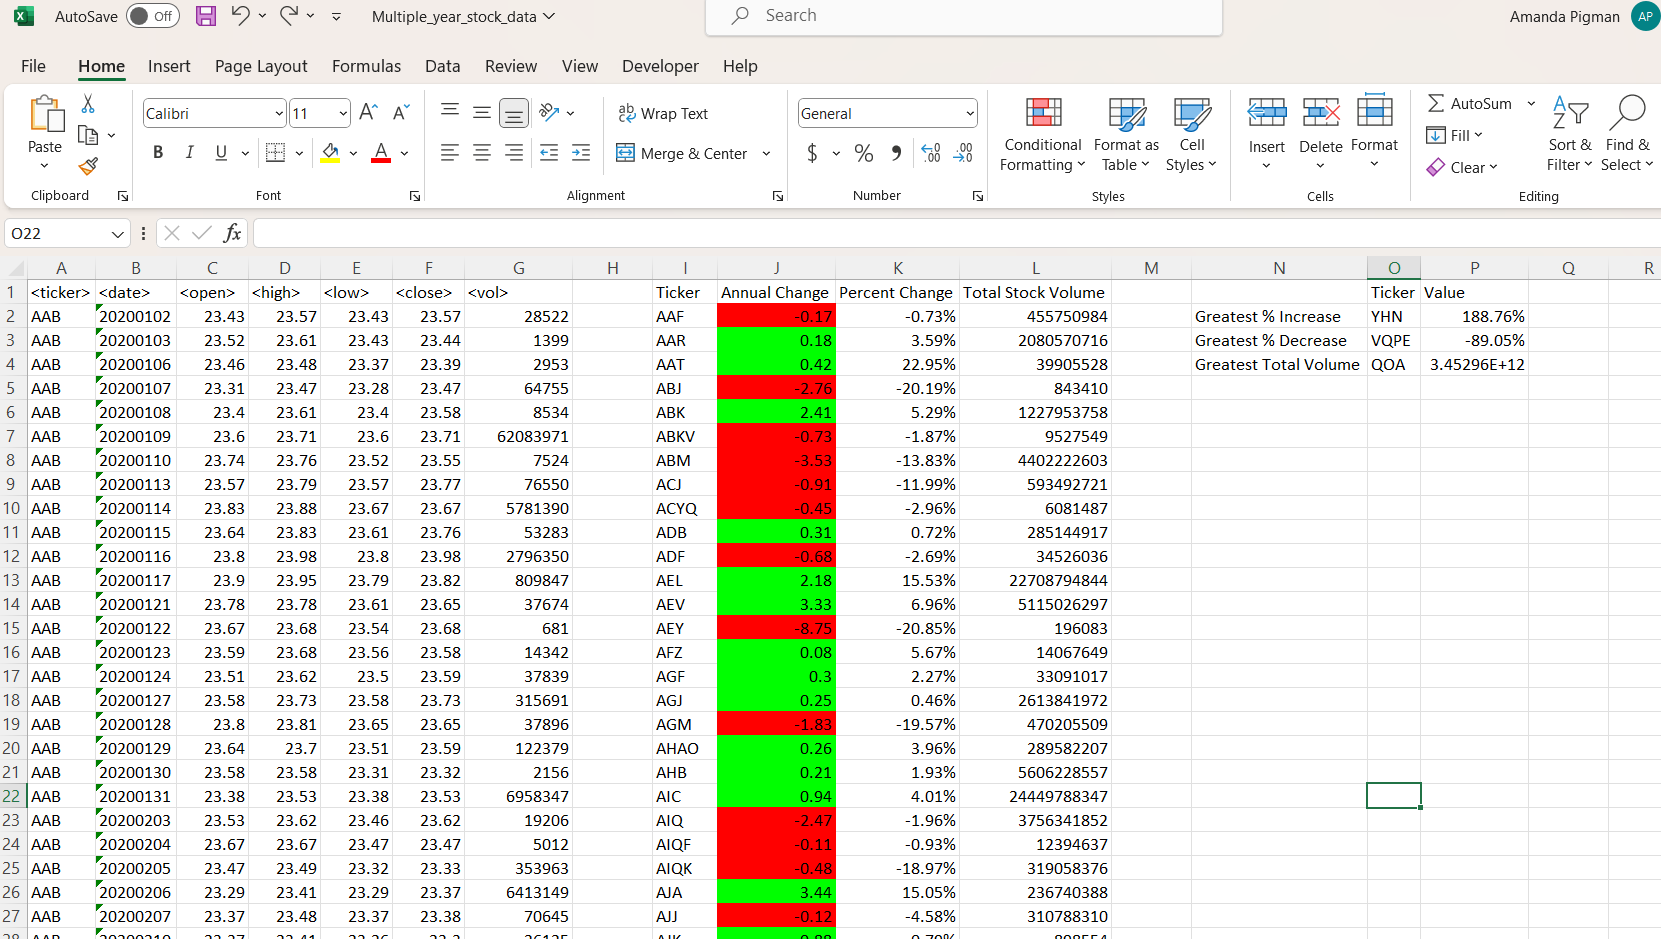 AutoSave Off Multiple_year_stock_data Search Amanda Pigman AP
File Home Insert Page Layout Formulas Data Review View Developer Help
Paste
Clipboard
Calibri 11
B I U A
Font
Wrap Text
Merge & Center
Alignment
General
$ % , .00
Number
Conditional Formatting
Format as Table
Cell Styles
Styles
Insert
Delete
Format
Cells
AutoSum
Fill
Clear
Sort & Filter
Find & Select
Editing
O22 fx
A B C D E F G H I J K L M N O P Q R
1 <ticker> <date> <open> <high> <low> <close> <vol> Ticker Annual Change Percent Change Total Stock Volume Ticker Value
2 AAB 20200102 23.43 23.57 23.43 23.57 28522 AAF -0.17 -0.73% 455750984 Greatest % Increase YHN 188.76%
3 AAB 20200103 23.52 23.61 23.43 23.44 1399 AAR 0.18 3.59% 2080570716 Greatest % Decrease VQPE -89.05%
4 AAB 20200106 23.46 23.48 23.37 23.39 2953 AAT 0.42 22.95% 39905528 Greatest Total Volume QOA 3.45296E+12
5 AAB 20200107 23.31 23.47 23.28 23.47 64755 ABJ -2.76 -20.19% 843410
6 AAB 20200108 23.4 23.61 23.4 23.58 8534 ABK 2.41 5.29% 1227953758
7 AAB 20200109 23.6 23.71 23.6 23.71 62083971 ABKV -0.73 -1.87% 9527549
8 AAB 20200110 23.74 23.76 23.52 23.55 7524 ABM -3.53 -13.83% 4402222603
9 AAB 20200113 23.57 23.79 23.57 23.77 76550 ACJ -0.91 -11.99% 593492721
10 AAB 20200114 23.83 23.88 23.67 23.67 5781390 ACYQ -0.45 -2.96% 6081487
11 AAB 20200115 23.64 23.83 23.61 23.76 53283 ADB 0.31 0.72% 285144917
12 AAB 20200116 23.8 23.98 23.8 23.98 2796350 ADF -0.68 -2.69% 34526036
13 AAB 20200117 23.9 23.95 23.79 23.82 809847 AEL 2.18 15.53% 22708794844
14 AAB 20200121 23.78 23.78 23.61 23.65 37674 AEV 3.33 6.96% 5115026297
15 AAB 20200122 23.67 23.68 23.54 23.68 681 AEY -8.75 -20.85% 196083
16 AAB 20200123 23.59 23.68 23.56 23.58 14342 AFZ 0.08 5.67% 14067649
17 AAB 20200124 23.51 23.62 23.5 23.59 37839 AGF 0.3 2.27% 33091017
18 AAB 20200127 23.58 23.73 23.58 23.73 315691 AGJ 0.25 0.46% 2613841972
19 AAB 20200128 23.8 23.81 23.65 23.65 37896 AGM -1.83 -19.57% 470205509
20 AAB 20200129 23.64 23.7 23.51 23.59 122379 AHAO 0.26 3.96% 289582207
21 AAB 20200130 23.58 23.58 23.31 23.32 2156 AHB 0.21 1.93% 5606228557
22 AAB 20200131 23.38 23.53 23.38 23.53 6958347 AIC 0.94 4.01% 24449788347
23 AAB 20200203 23.53 23.62 23.46 23.62 19206 AIQ -2.47 -1.96% 3756341852
24 AAB 20200204 23.67 23.67 23.47 23.47 5012 AIQF -0.11 -0.93% 12394637
25 AAB 20200205 23.47 23.49 23.32 23.33 353963 AIQK -0.48 -18.97% 319058376
26 AAB 20200206 23.29 23.41 23.29 23.37 6413149 AJA 3.44 15.05% 236740388
27 AAB 20200207 23.37 23.48 23.37 23.38 70645 AJJ -0.12 -4.58% 310788310